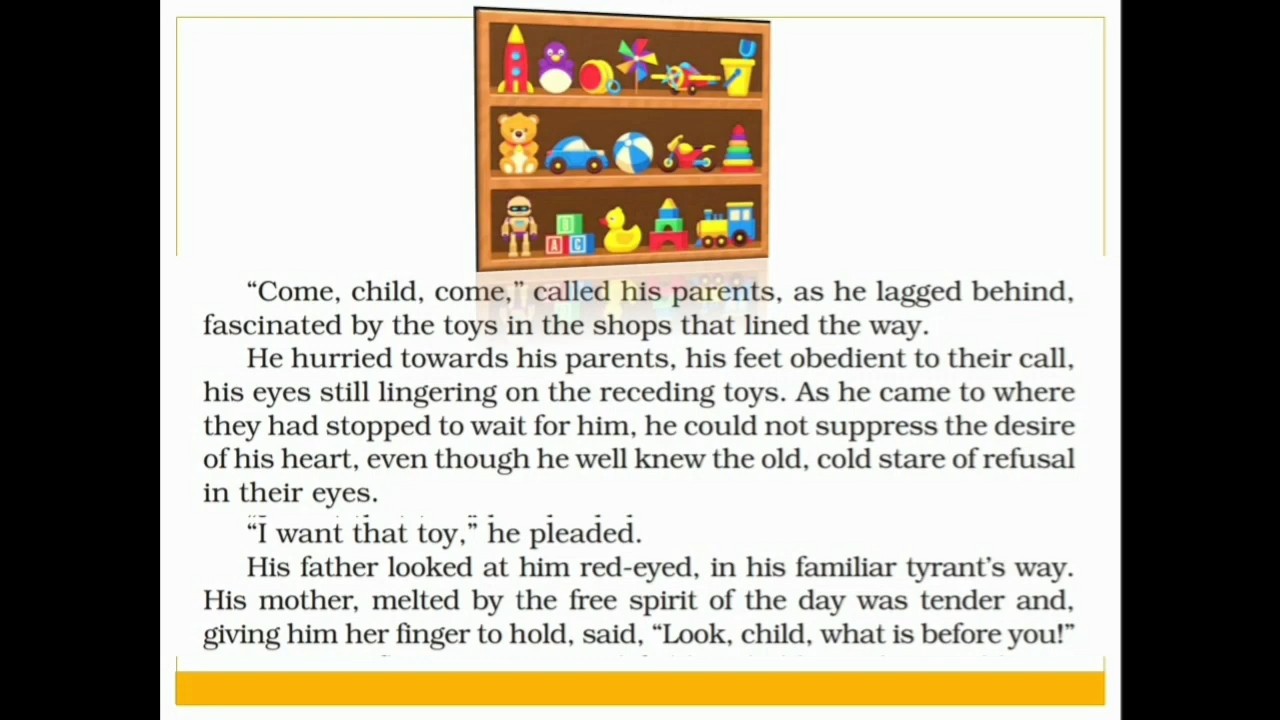 “Come, child, come,” called his parents, as he lagged behind,
fascinated by the toys in the shops that lined the way.
He hurried towards his parents, his feet obedient to their call,
his eyes still lingering on the receding toys. As he came to where
they had stopped to wait for him, he could not suppress the desire
of his heart, even though he well knew the old, cold stare of refusal
in their eyes.
“I want that toy,” he pleaded.
His father looked at him red-eyed, in his familiar tyrant’s way.
His mother, melted by the free spirit of the day was tender and,
giving him her finger to hold, said, “Look, child, what is before you!”